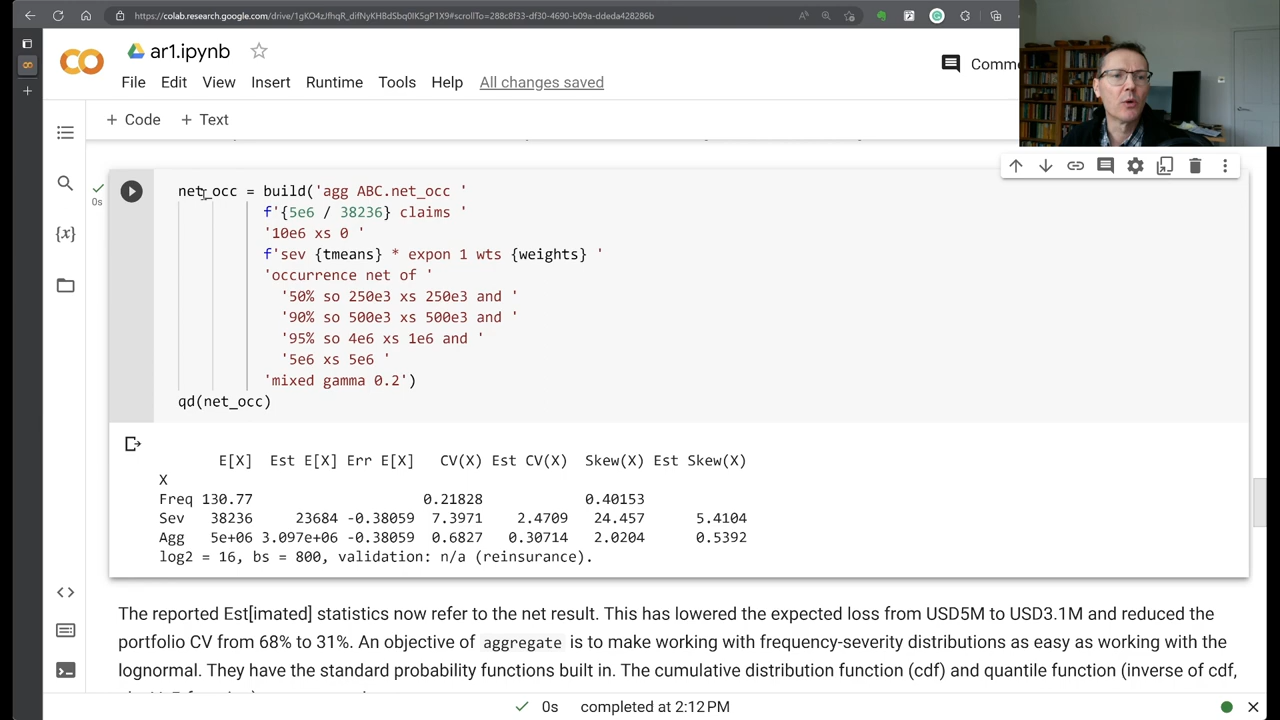 https://colab.research.google.com/drive/1gKO4zJfhqR_difNyKHBdSbq0IKSgP1X9#scrollTo=288c8f33-df30-4690-b09a-ddeda428286b
ar1.ipynb
File Edit View Insert Runtime Tools Help All changes saved
Comme
+ Code + Text
net_occ = build('agg ABC.net_occ '
f'{5e6 / 38236} claims '
'10e6 xs 0 '
f'sev {tmeans} * expon 1 wts {weights} '
'occurrence net of '
'50% so 250e3 xs 250e3 and '
'90% so 500e3 xs 500e3 and '
'95% so 4e6 xs 1e6 and '
'5e6 xs 5e6 '
'mixed gamma 0.2')
qd(net_occ)
0s
{x}
E[X] Est E[X] Err E[X] CV(X) Est CV(X) Skew(X) Est Skew(X)
X
Freq 130.77 0.21828 0.40153
Sev 38236 23684 -0.38059 7.3971 2.4709 24.457 5.4104
Agg 5e+06 3.097e+06 -0.38059 0.6827 0.30714 2.0204 0.5392
log2 = 16, bs = 800, validation: n/a (reinsurance).
The reported Est[imated] statistics now refer to the net result. This has lowered the expected loss from USD5M to USD3.1M and reduced the
portfolio CV from 68% to 31%. An objective of aggregate is to make working with frequency-severity distributions as easy as working with the
lognormal. They have the standard probability functions built in. The cumulative distribution function (cdf) and quantile function (inverse of cdf,
0s completed at 2:12 PM